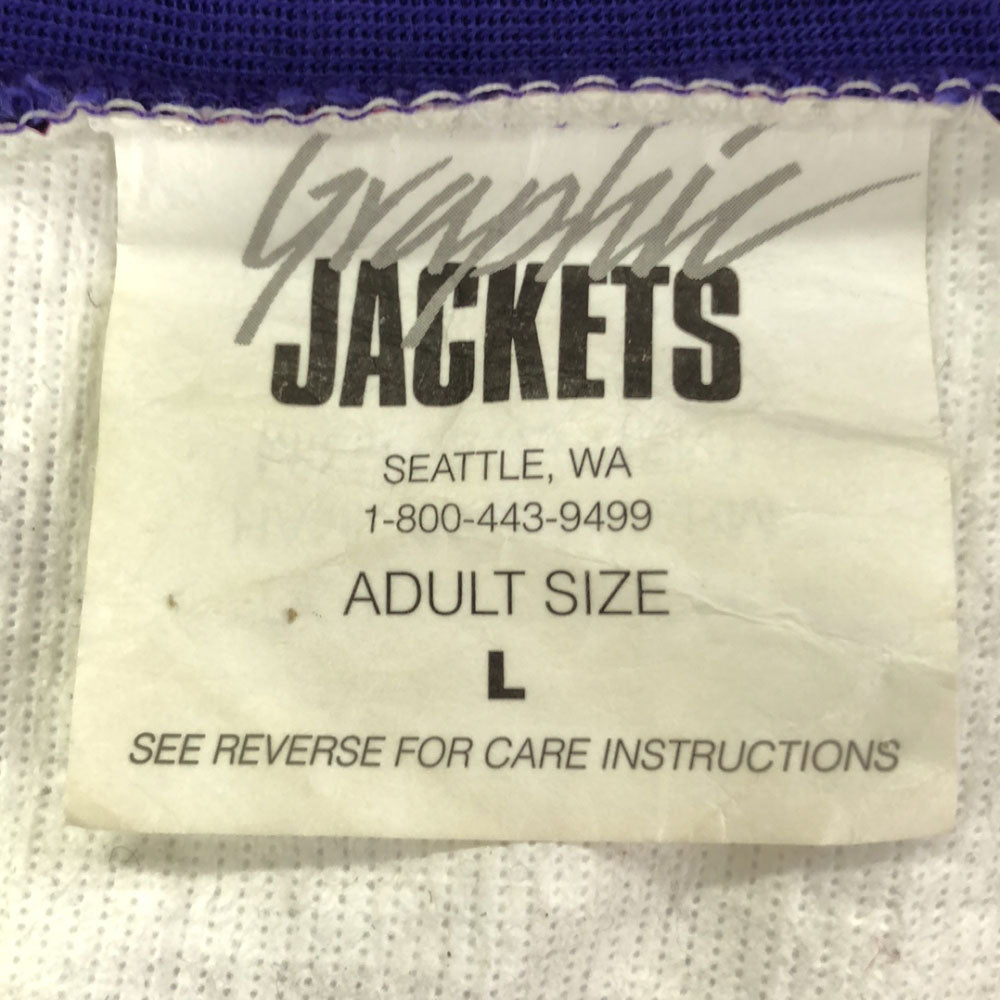 Graphic
JACKETS
SEATTLE, WA
1-800-443-9499
ADULT SIZE
L
SEE REVERSE FOR CARE INSTRUCTIONS